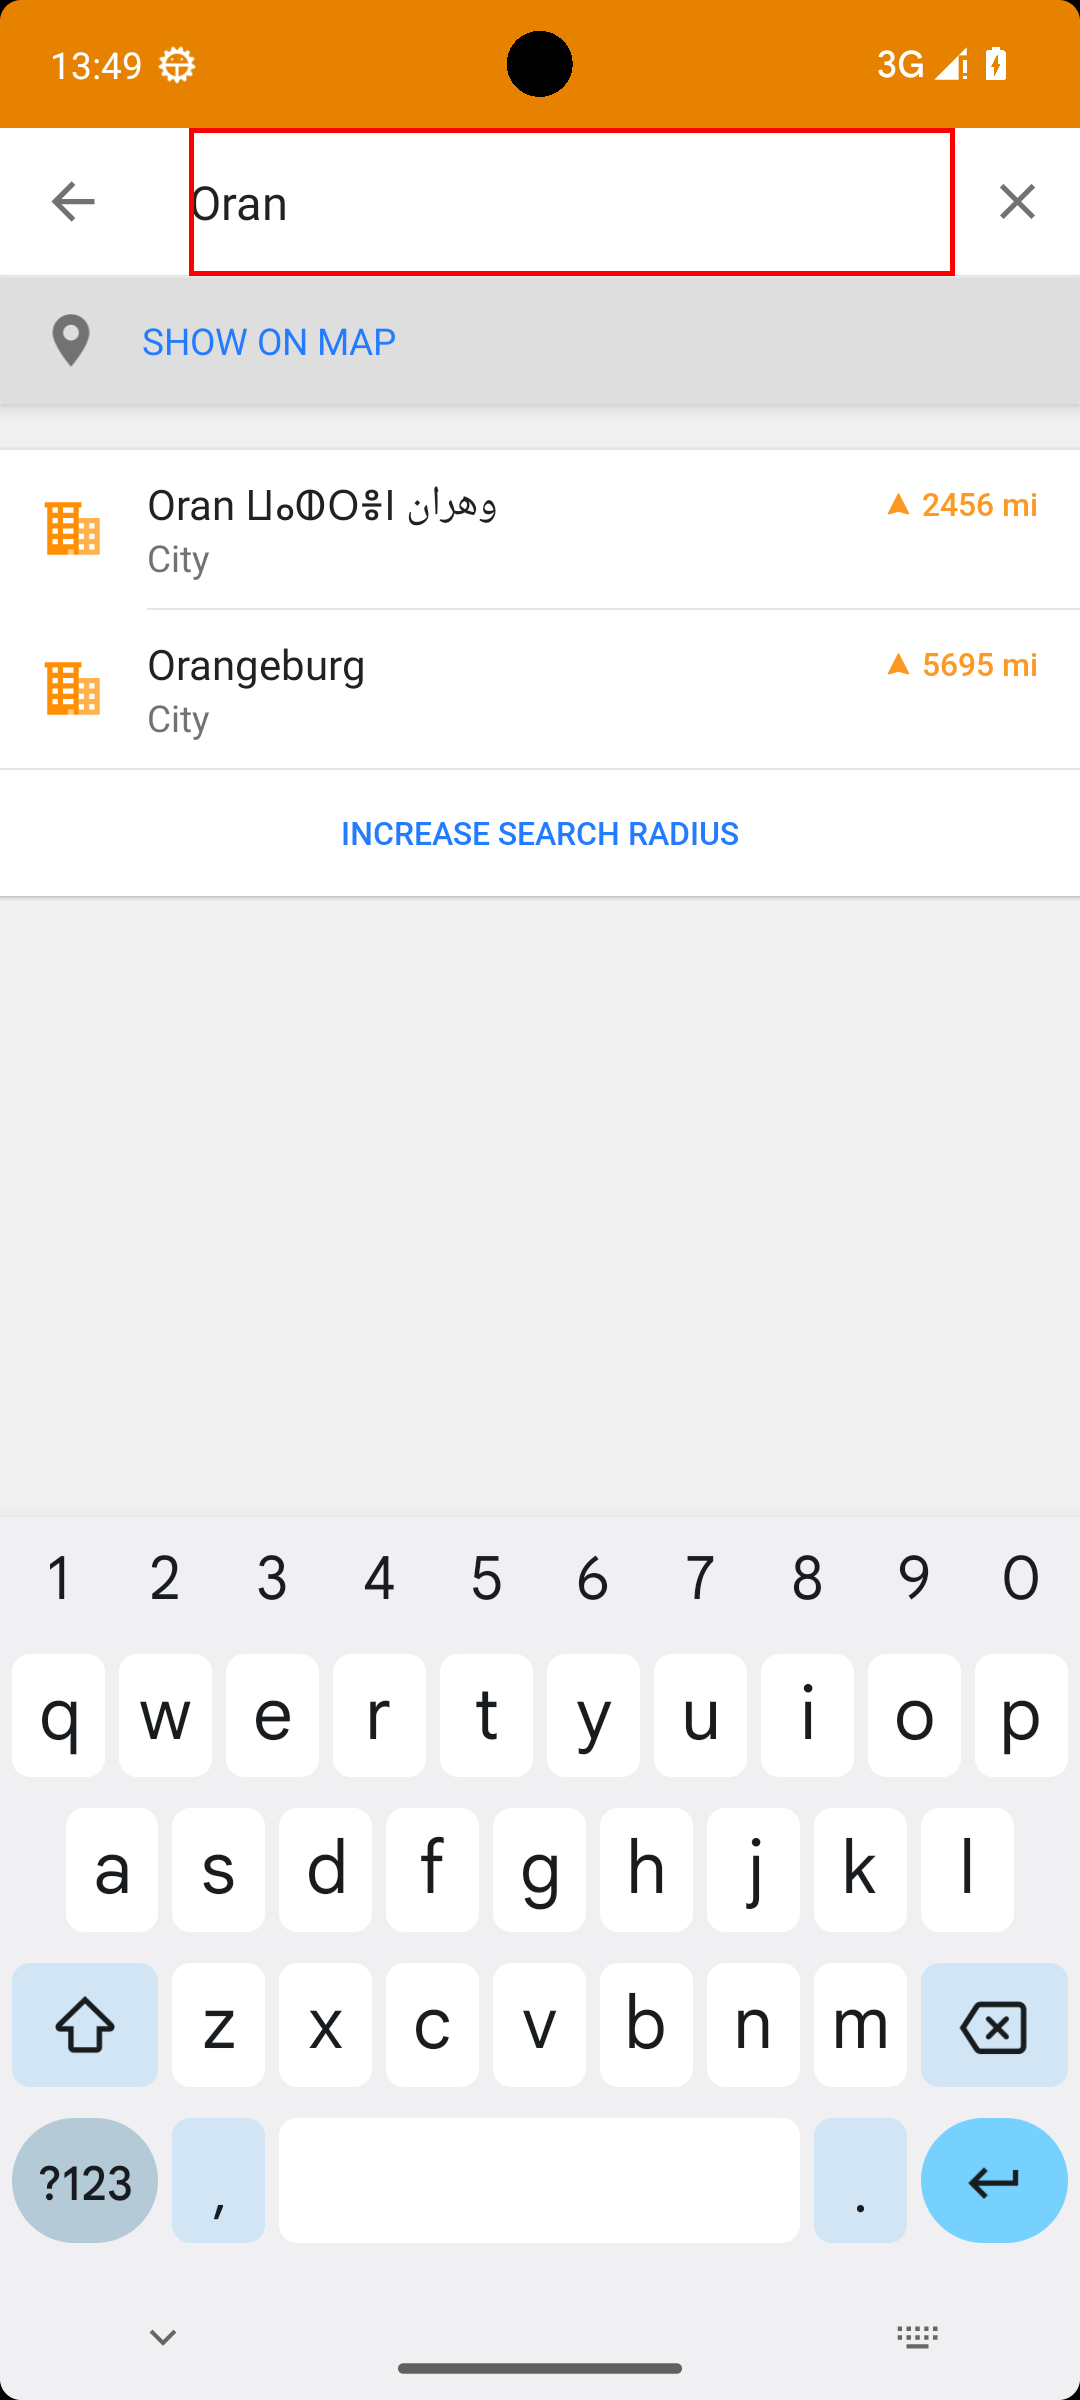 13:49
3G
Oran
SHOW ON MAP
Oran ⵡⴰⵀⵔⴻⵏ وهران
2456 mi
City
Orangeburg
5695 mi
City
INCREASE SEARCH RADIUS
1 2 3 4 5 6 7 8 9 0
q w e r t y u i o p
a s d f g h j k l
z x c v b n m
?123 , .